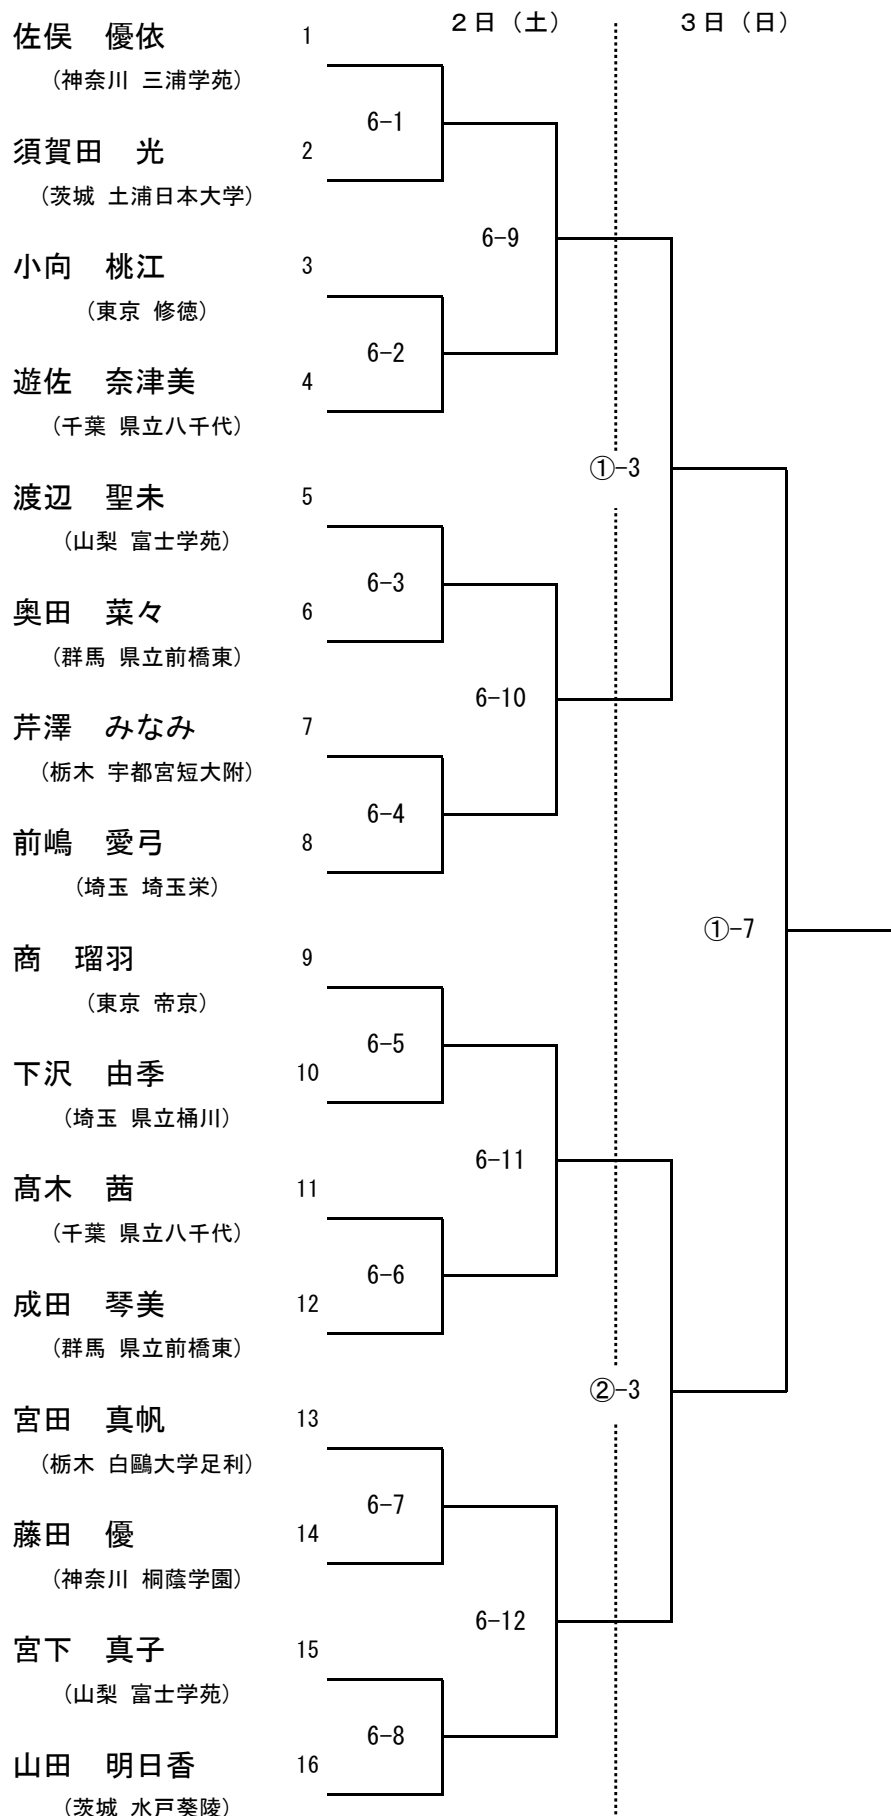 ２日（土）　３日（日）
佐俣　優依　1
（神奈川 三浦学苑）
6-1
須賀田　光　2
（茨城 土浦日本大学）
6-9
小向　桃江　3
（東京 修徳）
6-2
遊佐　奈津美　4
（千葉 県立八千代）
①-3
渡辺　聖未　5
（山梨 富士学苑）
6-3
奥田　菜々　6
（群馬 県立前橋東）
6-10
芹澤　みなみ　7
（栃木 宇都宮短大附）
6-4
前嶋　愛弓　8
（埼玉 埼玉栄）
①-7
商　瑠羽　9
（東京 帝京）
6-5
下沢　由季　10
（埼玉 県立桶川）
6-11
髙木　茜　11
（千葉 県立八千代）
6-6
成田　琴美　12
（群馬 県立前橋東）
②-3
宮田　真帆　13
（栃木 白鷗大学足利）
6-7
藤田　優　14
（神奈川 桐蔭学園）
6-12
宮下　真子　15
（山梨 富士学苑）
6-8
山田　明日香　16
（茨城 水戸葵陵）